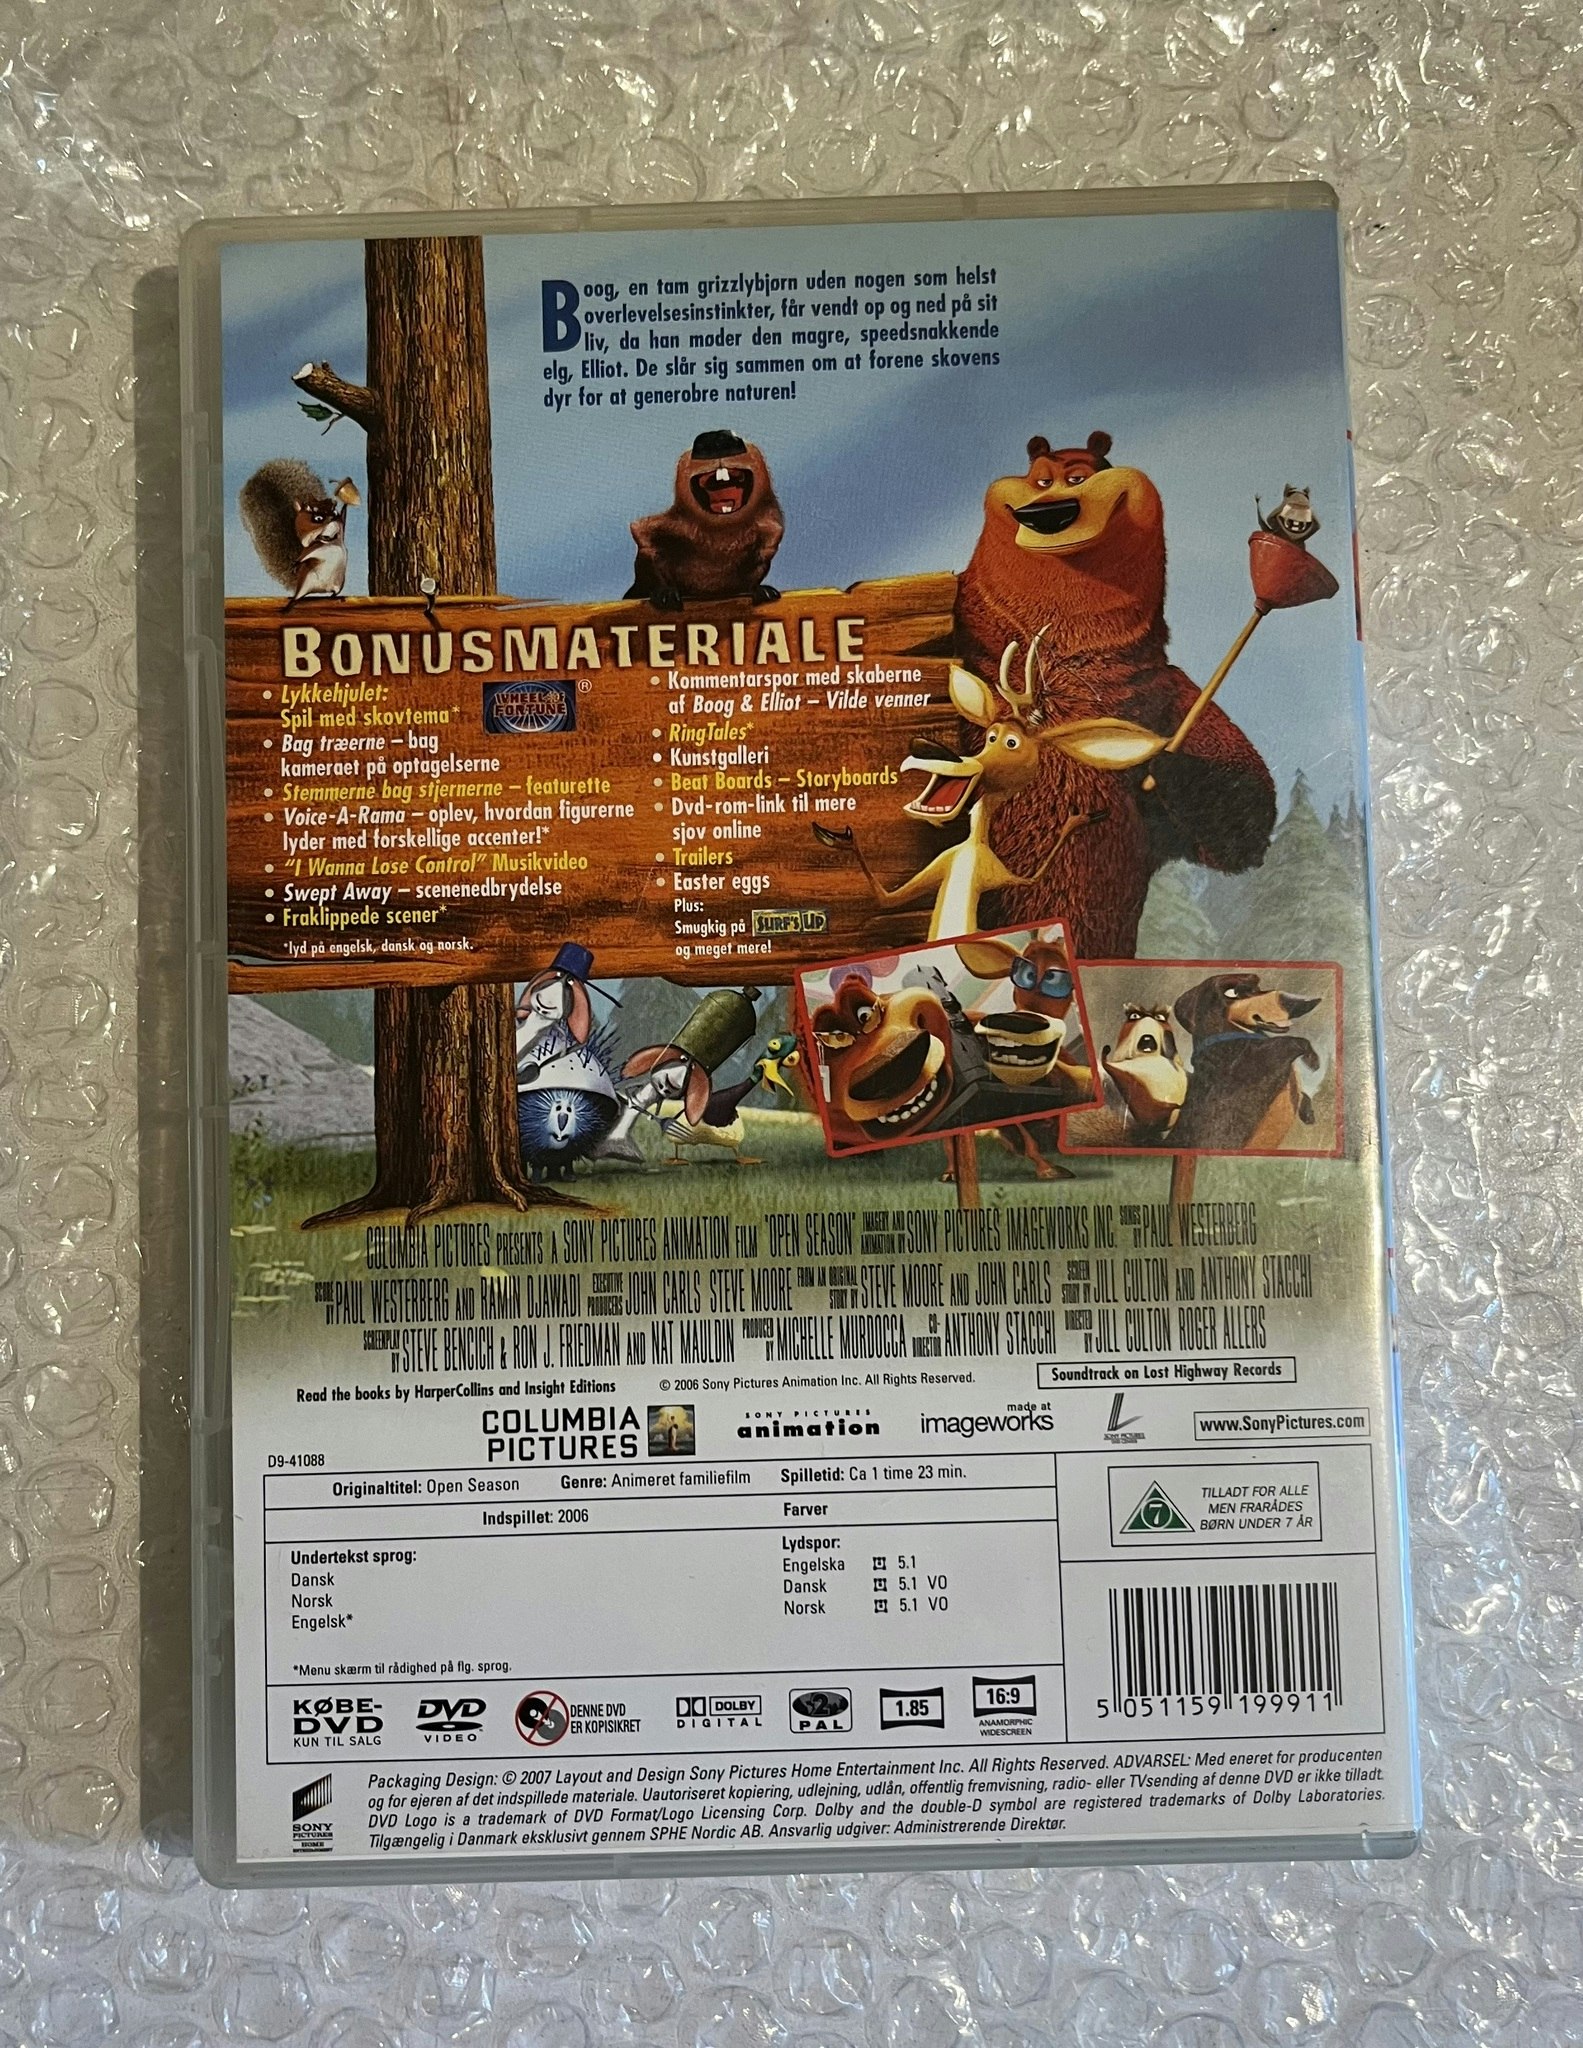 Boog, en tam grizzlybjørn uden nogen som helst
overlevelsesinstinkter, får vendt op og ned på sit
liv, da han møder den magre, speedsnakkende
elg, Elliot. De slår sig sammen om at forene skovens
dyr for at generobre naturen!
BONUSMATERIALE
• Lykkehjulet:
Spil med skovtema*
WHEEL OF FORTUNE ®
• Bag træerne – bag
kameraet på optagelserne
• Stemmerne bag stjernerne – featurette
• Voice-A-Rama – oplev, hvordan figurerne
lyder med forskellige accenter!*
• "I Wanna Lose Control" Musikvideo
• Swept Away – scenenedbrydelse
• Fraklippede scener*
*lyd på engelsk, dansk og norsk.
• Kommentarspor med skaberne
af Boog & Elliot – Vilde venner
• RingTales*
• Kunstgalleri
• Beat Boards – Storyboards
• Dvd-rom-link til mere
sjov online
• Trailers
• Easter eggs
Plus:
Smugkig på SURF'S UP
og meget mere!
COLUMBIA PICTURES PRESENTS A SONY PICTURES ANIMATION FILM "OPEN SEASON" IMAGERY AND ANIMATION BY SONY PICTURES IMAGEWORKS INC. SONGS BY PAUL WESTERBERG
SCORE BY PAUL WESTERBERG AND RAMIN DJAWADI EXECUTIVE PRODUCERS JOHN CARLS STEVE MOORE FROM AN ORIGINAL STORY BY STEVE MOORE AND JOHN CARLS SCREEN STORY BY JILL CULTON AND ANTHONY STACCHI
SCREENPLAY BY STEVE BENCICH & RON J. FRIEDMAN AND NAT MAULDIN PRODUCED BY MICHELLE MURDOCCA CO-DIRECTOR ANTHONY STACCHI DIRECTED BY JILL CULTON ROGER ALLERS
Read the books by HarperCollins and Insight Editions © 2006 Sony Pictures Animation Inc. All Rights Reserved. Soundtrack on Lost Highway Records
COLUMBIA
PICTURES
SONY PICTURES
animation
made at
imageworks
SONY PICTURES
www.SonyPictures.com
D9-41088
Originaltitel: Open Season Genre: Animeret familiefilm Spilletid: Ca 1 time 23 min.
Indspillet: 2006 Farver
Undertekst sprog:
Dansk
Norsk
Engelsk*
*Menu skærm til rådighed på flg. sprog.
Lydspor:
Engelska 5.1
Dansk 5.1 VO
Norsk 5.1 VO
7
TILLADT FOR ALLE
MEN FRARÅDES
BØRN UNDER 7 ÅR
5 051159 199911
KØBE-
DVD
KUN TIL SALG
DVD
VIDEO
DENNE DVD
ER KOPISIKRET
DOLBY
DIGITAL
2
PAL
1.85
16:9
ANAMORPHIC
WIDESCREEN
SONY
PICTURES
HOME
ENTERTAINMENT
Packaging Design: © 2007 Layout and Design Sony Pictures Home Entertainment Inc. All Rights Reserved. ADVARSEL: Med eneret for producenten
og for ejeren af det indspillede materiale. Uautoriseret kopiering, udlejning, udlån, offentlig fremvisning, radio- eller TVsending af denne DVD er ikke tilladt.
DVD Logo is a trademark of DVD Format/Logo Licensing Corp. Dolby and the double-D symbol are registered trademarks of Dolby Laboratories.
Tilgængelig i Danmark eksklusivt gennem SPHE Nordic AB. Ansvarlig udgiver: Administrerende Direktør.